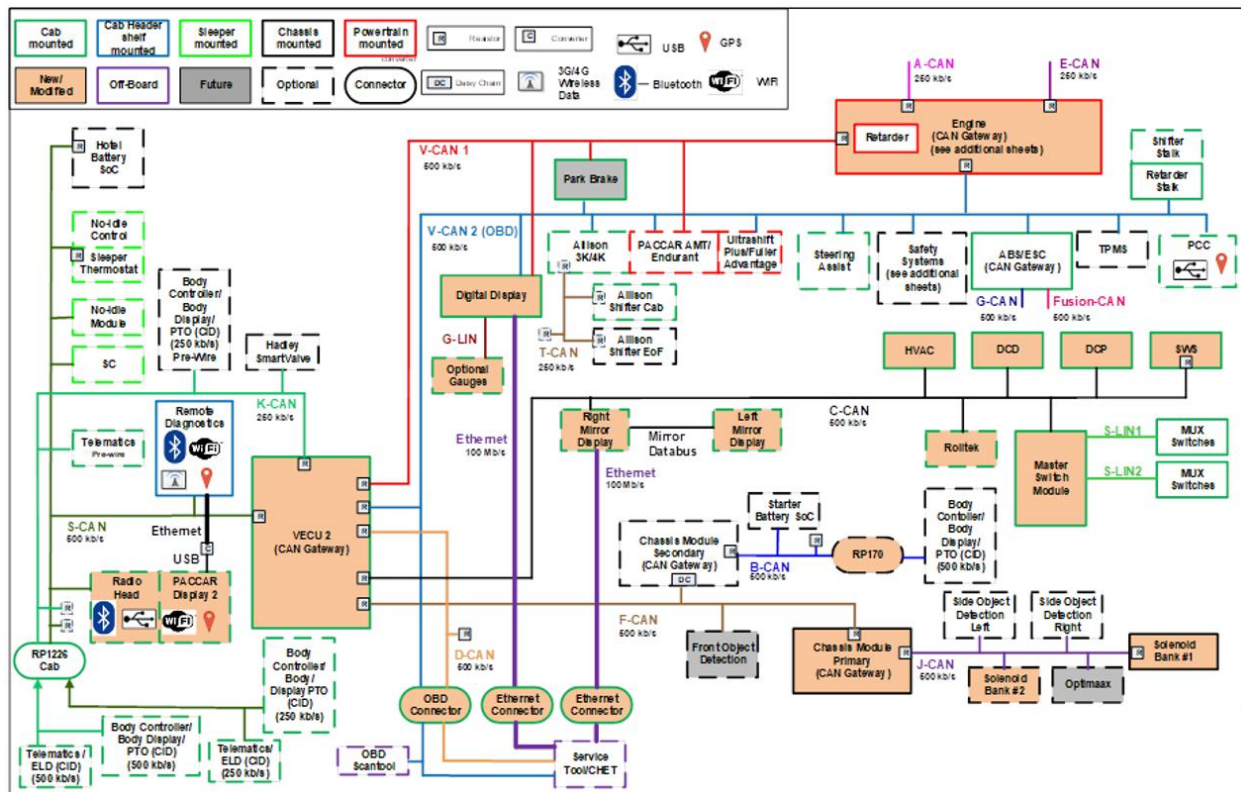 Cab
mounted
Cab Header
shelf
mounted
Sleeper
mounted
Chassis
mounted
Powertrain
mounted
R
Resistor
C
Converter
USB
GPS
New/
Modified
Off-Board
Future
Optional
Connector
DC
Daisy Chain
3G/4G
Wireless
Data
Bluetooth
WiFi
Wifi
A-CAN
250 kb/s
E-CAN
250 kb/s
R
R
R
Retarder
Engine
(CAN Gateway)
(see additional sheets)
R
Shifter
Stalk
Retarder
Stalk
R
Hotel
Battery
SoC
V-CAN 1
500 kb/s
Park Brake
No-Idle
Control
R
Sleeper
Thermostat
V-CAN 2 (OBD)
500 kb/s
Allison
3K/4K
PACCAR AMT/
Endurant
Ultrashift
Plus/Fuller
Advantage
Steering
Assist
Safety
Systems
(see additional
sheets)
ABS/ESC
(CAN Gateway)
TPMS
PCC
Body
Controller/
Body
Display/
PTO (CID)
(250 kb/s)
Pre-Wire
No-Idle
Module
Digital Display
R
Allison
Shifter Cab
G-CAN
500 kb/s
Fusion-CAN
500 kb/s
Hadley
SmartValve
G-LIN
T-CAN
250 kb/s
R
R
Allison
Shifter EoF
SC
Optional
Gauges
HVAC
DCD
DCP
SWS
R
K-CAN
250 kb/s
C-CAN
500 kb/s
Remote
Diagnostics
WiFi
Right
Mirror
Display
Mirror
Databus
Left
Mirror
Display
Telematics
Pre-wire
Ethernet
100 Mb/s
Ethernet
100Mb/s
Rolltek
Master
Switch
Module
S-LIN1
MUX
Switches
S-LIN2
MUX
Switches
R
R
R
R
R
R
R
VECU 2
(CAN Gateway)
S-CAN
500 kb/s
Ethernet
C
USB
Starter
Battery SoC
Chassis Module
Secondary
(CAN Gateway)
R
DC
R
B-CAN
500 kb/s
RP170
Body
Contoller/
Body
Display/
PTO (CID)
(500 kb/s)
Radio
Head
PACCAR
Display 2
WiFi
R
R
F-CAN
500 kb/s
R
D-CAN
500 kb/s
Front Object
Detection
R
Chassis Module
Primary
(CAN Gateway)
R
Side Object
Detection
Left
Side Object
Detection
Right
R
Solenoid
Bank #1
J-CAN
500 kb/s
Solenoid
Bank #2
Optimaax
RP1226
Cab
Body
Controller/
Body/
Display PTO
(CID)
(250 kb/s)
OBD
Connector
Ethernet
Connector
Ethernet
Connector
Telematics /
ELD (CID)
(500 kb/s)
Body Controller/
Body Display/
PTO (CID)
(500 kb/s)
Telematics/
ELD (CID)
(250 kb/s)
OBD
Scantool
Service
Tool/CHET